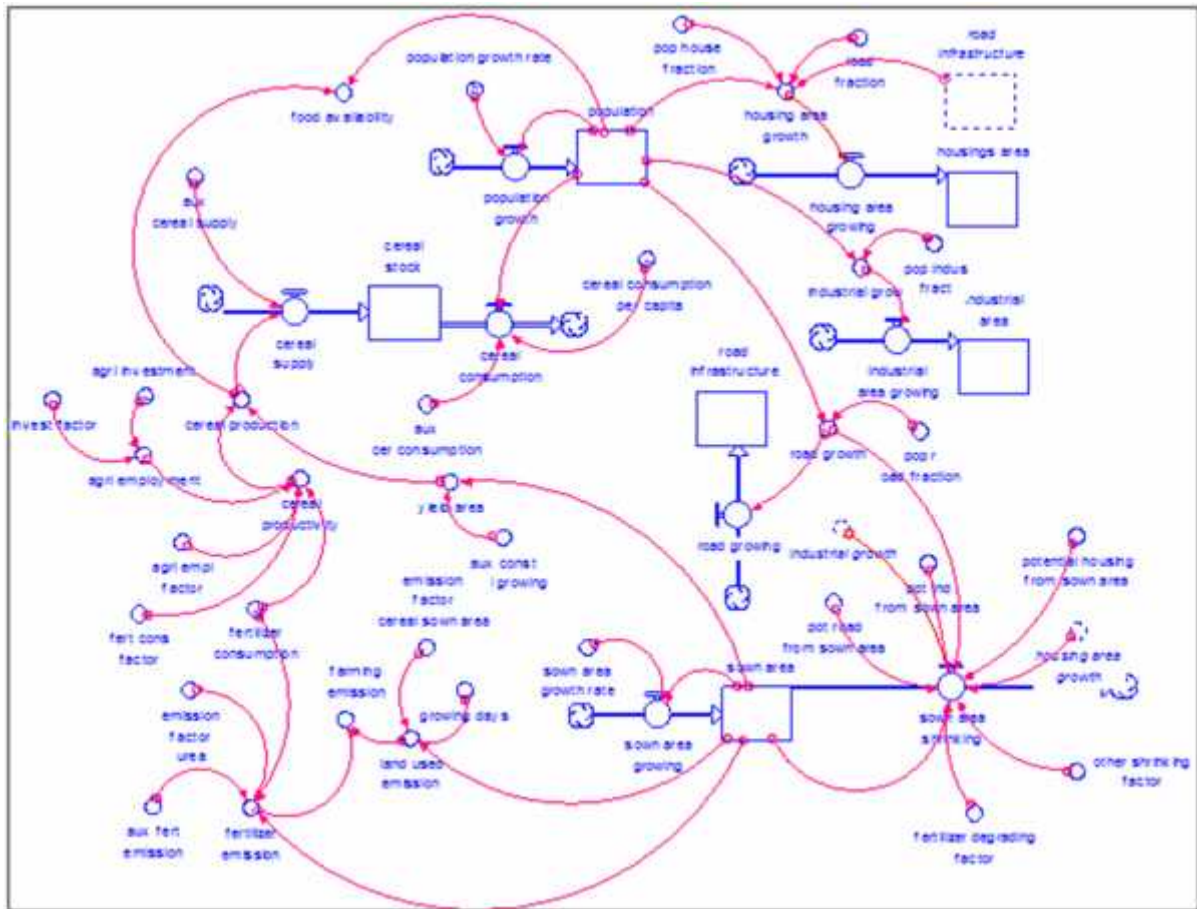 road
infrastructure
pop house
fraction
road
fraction
population growth rate
food availability
population
housing area
growth
housings area
population
growth
housing area
growing
aux
cereal supply
cereal
stock
cereal consumption
per capita
pop indus
fract
industrial grow
industrial
area
cereal
supply
cereal
consumption
road
infrastructure
industrial
area growing
agri investment
invest factor
cereal production
aux
cer consumption
road growth
pop r
oad fraction
agri employment
cereal
productivity
yield area
road growing
industrial growth
potential housing
from sown area
agri empl
factor
aux const
growing
emission
factor
cereal sown area
pot ind
from sown area
fert cons
factor
fertilizer
consumption
pot road
from sown area
housing area
growth
farming
emission
sown area
growth rate
sown area
growing days
emission
factor
urea
land used
emission
sown area
growing
sown area
shrinking
other shrinking
factor
aux fert
emission
fertilizer
emission
fertilizer degrading
factor